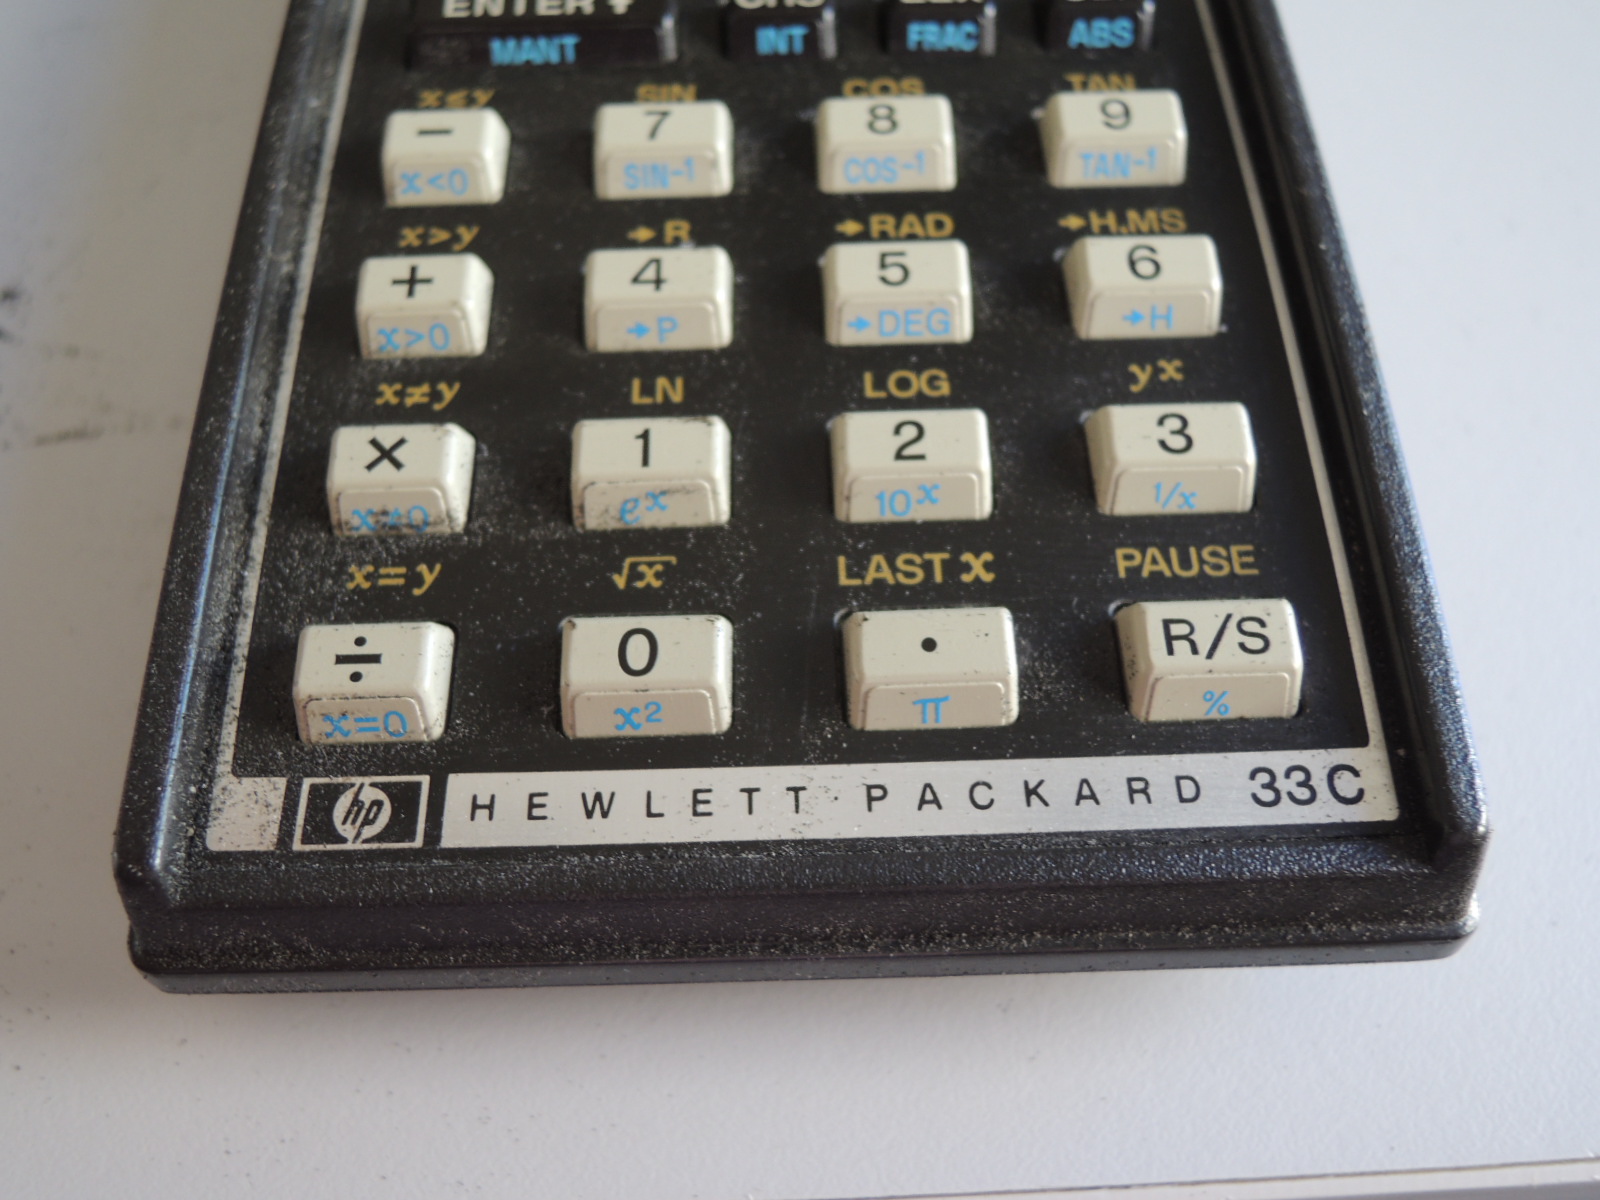 ENTER
MANT INT FRAC ABS
x≤y SIN COS TAN
− 7 8 9
x<0 SIN⁻¹ COS⁻¹ TAN⁻¹
x>y →R →RAD →H.MS
+ 4 5 6
x>0 →P →DEG →H
x≠y LN LOG yˣ
× 1 2 3
x≠0 eˣ 10ˣ 1/x
x=y √x LAST x PAUSE
÷ 0 . R/S
x=0 x² π %
hp HEWLETT·PACKARD 33C